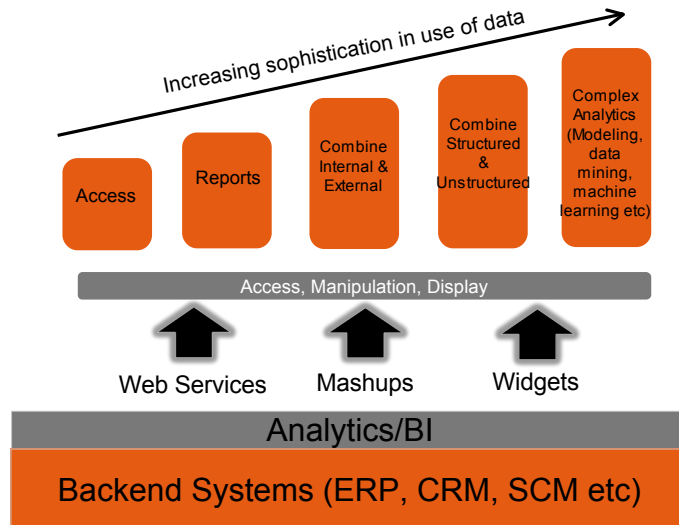 Increasing sophistication in use of data
Access
Reports
Combine
Internal &
External
Combine
Structured
&
Unstructured
Complex
Analytics
(Modeling,
data
mining,
machine
learning etc)
Access, Manipulation, Display
Web Services
Mashups
Widgets
Analytics/BI
Backend Systems (ERP, CRM, SCM etc)